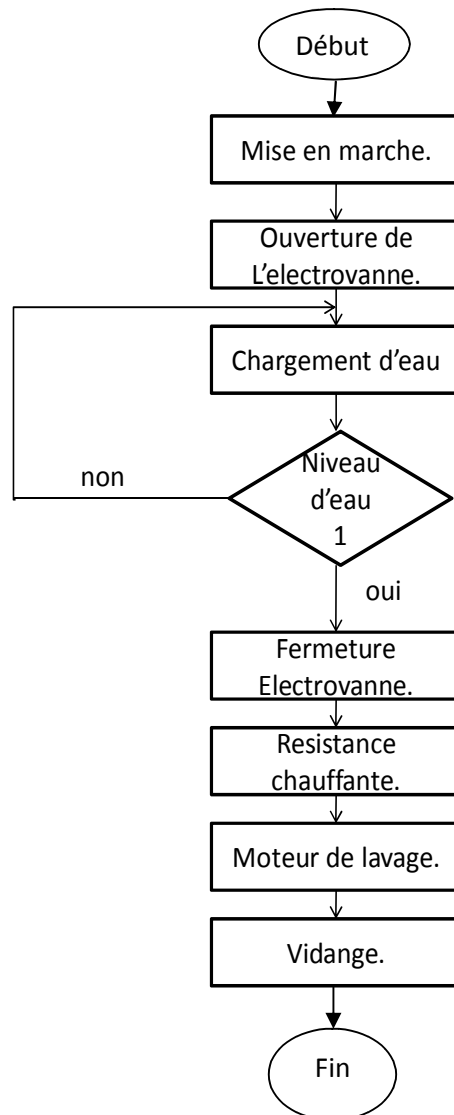 Début
Mise en marche.
Ouverture de
L’electrovanne.
Chargement d’eau
Niveau
d’eau
1
non
oui
Fermeture
Electrovanne.
Resistance
chauffante.
Moteur de lavage.
Vidange.
Fin